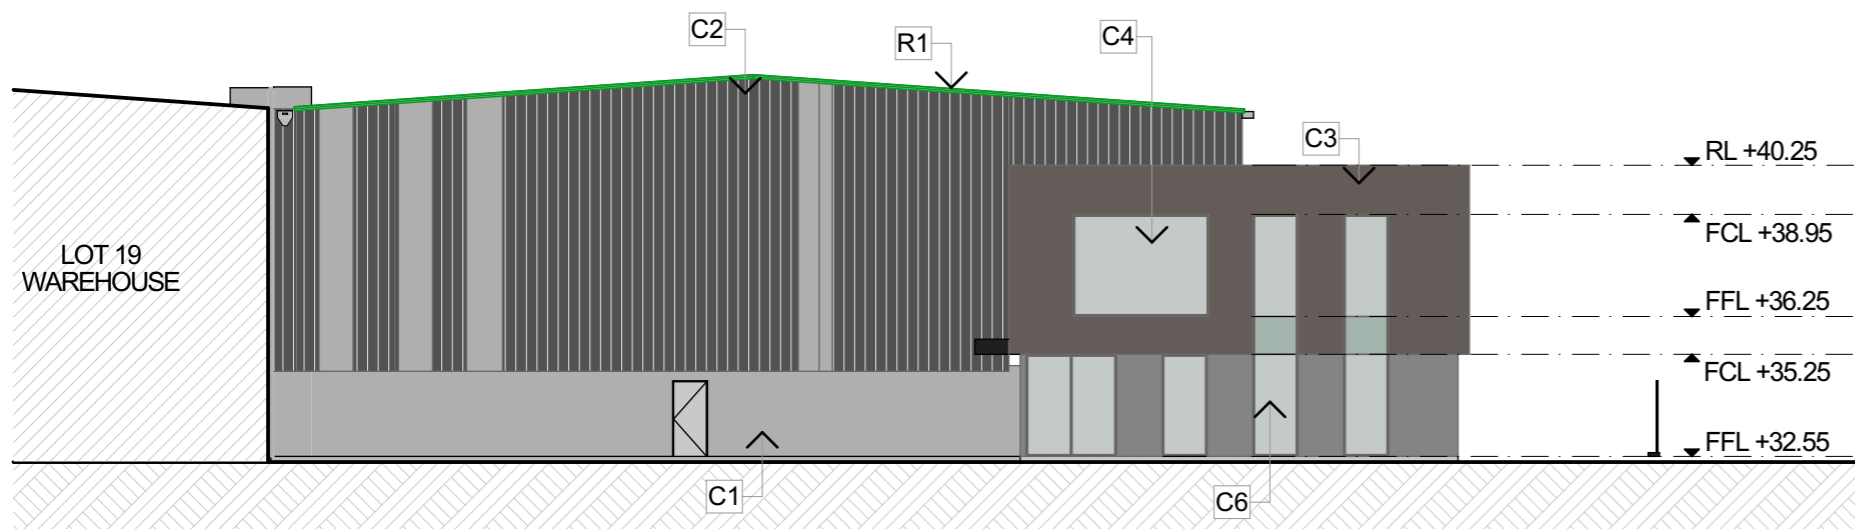 C2
R1
C4
C3
RL +40.25
FCL +38.95
LOT 19
WAREHOUSE
FFL +36.25
FCL +35.25
FFL +32.55
C1
C6